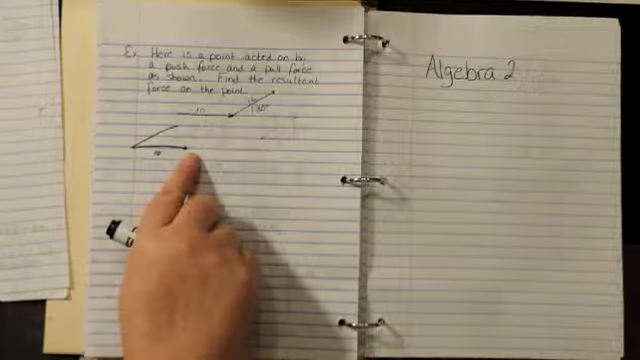 Ex Here is a point acted on by
a push force and a pull force
as shown. Find the resultant
force on the point.
10
30°
10
Algebra 2